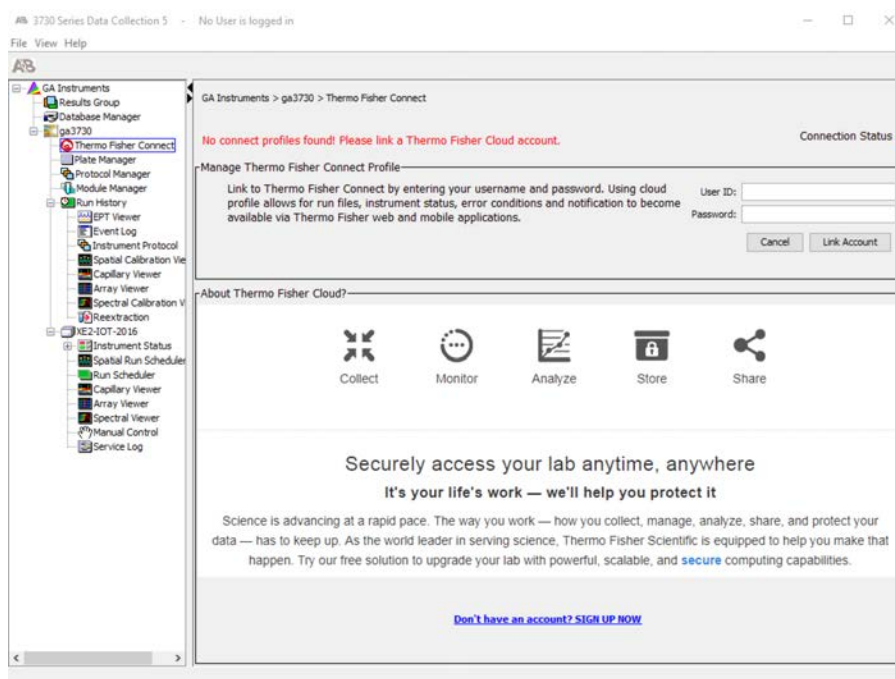 AB 3730 Series Data Collection 5 - No User is logged in
File View Help
AB
GA Instruments
Results Group
Database Manager
ga3730
Thermo Fisher Connect
Plate Manager
Protocol Manager
Module Manager
Run History
EPT Viewer
Event Log
Instrument Protocol
Spatial Calibration Vie
Capillary Viewer
Array Viewer
Spectral Calibration V
Reextraction
XE2-IOT-2016
Instrument Status
Spatial Run Scheduler
Run Scheduler
Capillary Viewer
Array Viewer
Spectral Viewer
Manual Control
Service Log
GA Instruments > ga3730 > Thermo Fisher Connect
No connect profiles found! Please link a Thermo Fisher Cloud account.
Connection Status
Manage Thermo Fisher Connect Profile
Link to Thermo Fisher Connect by entering your username and password. Using cloud
profile allows for run files, instrument status, error conditions and notification to become
available via Thermo Fisher web and mobile applications.
User ID:
Password:
Cancel Link Account
About Thermo Fisher Cloud?
Collect Monitor Analyze Store Share
Securely access your lab anytime, anywhere
It's your life's work — we'll help you protect it
Science is advancing at a rapid pace. The way you work — how you collect, manage, analyze, share, and protect your
data — has to keep up. As the world leader in serving science, Thermo Fisher Scientific is equipped to help you make that
happen. Try our free solution to upgrade your lab with powerful, scalable, and secure computing capabilities.
Don't have an account? SIGN UP NOW